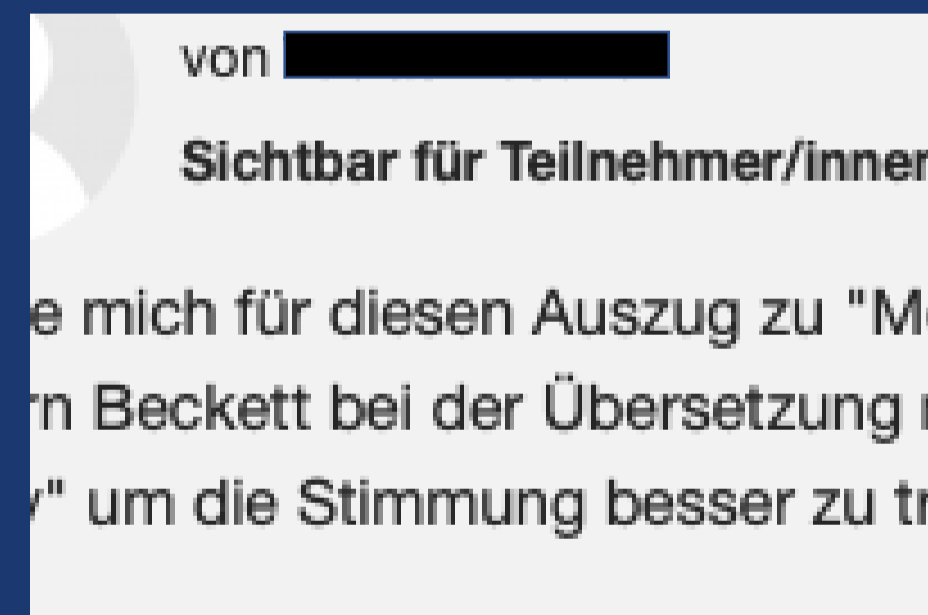 von
Sichtbar für Teilnehmer/innen
e mich für diesen Auszug zu "M
rn Beckett bei der Übersetzung
" um die Stimmung besser zu